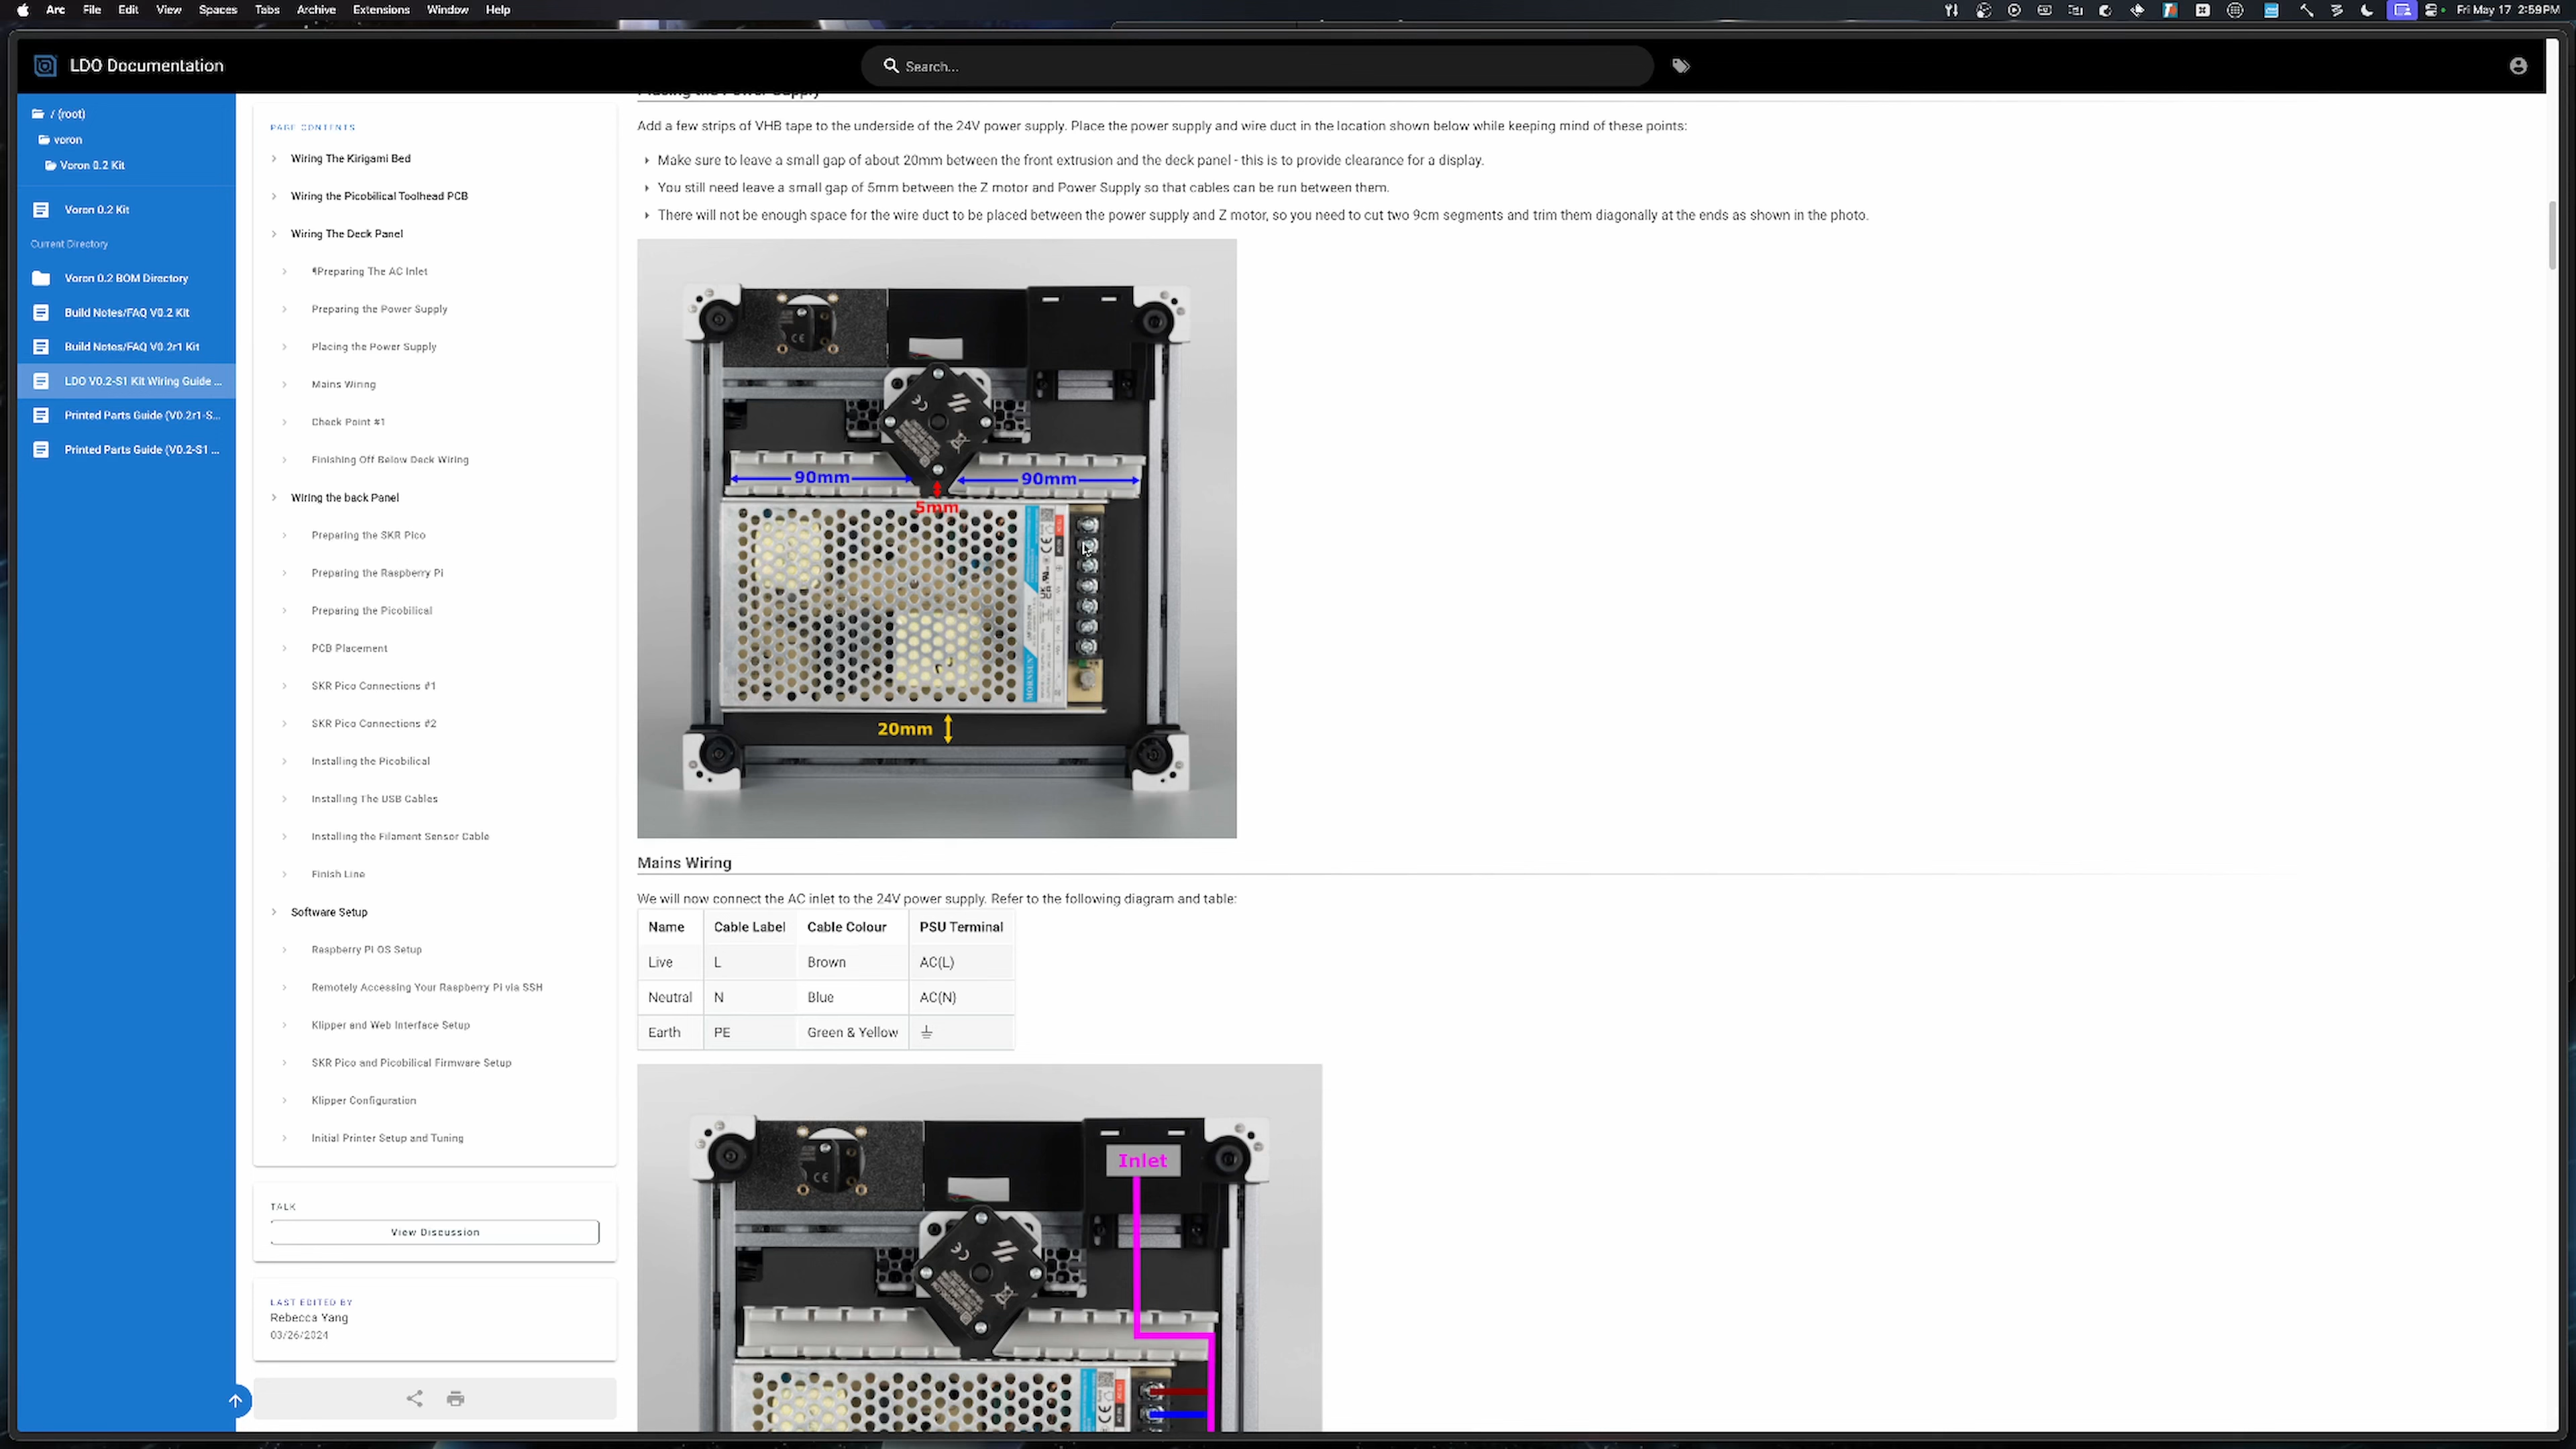 Arc File Edit View Spaces Tabs Archive Extensions Window Help
Fri May 17 2:59PM
LDO Documentation
Search...
/ (root)
voron
Voron 0.2 Kit
Voron 0.2 Kit
Current Directory
Voron 0.2 BOM Directory
Build Notes/FAQ V0.2 Kit
Build Notes/FAQ V0.2r1 Kit
LDO V0.2-S1 Kit Wiring Guide ...
Printed Parts Guide (V0.2r1-S...
Printed Parts Guide (V0.2-S1 ...
PAGE CONTENTS
Wiring The Kirigami Bed
Wiring the Picobilical Toolhead PCB
Wiring The Deck Panel
¶Preparing The AC Inlet
Preparing the Power Supply
Placing the Power Supply
Mains Wiring
Check Point #1
Finishing Off Below Deck Wiring
Wiring the back Panel
Preparing the SKR Pico
Preparing the Raspberry Pi
Preparing the Picobilical
PCB Placement
SKR Pico Connections #1
SKR Pico Connections #2
Installing the Picobilical
Installing The USB Cables
Installing the Filament Sensor Cable
Finish Line
Software Setup
Raspberry Pi OS Setup
Remotely Accessing Your Raspberry Pi via SSH
Klipper and Web Interface Setup
SKR Pico and Picobilical Firmware Setup
Klipper Configuration
Initial Printer Setup and Tuning
TALK
View Discussion
LAST EDITED BY
Rebecca Yang
03/26/2024
Placing the Power Supply
Add a few strips of VHB tape to the underside of the 24V power supply. Place the power supply and wire duct in the location shown below while keeping mind of these points:
Make sure to leave a small gap of about 20mm between the front extrusion and the deck panel - this is to provide clearance for a display.
You still need leave a small gap of 5mm between the Z motor and Power Supply so that cables can be run between them.
There will not be enough space for the wire duct to be placed between the power supply and Z motor, so you need to cut two 9cm segments and trim them diagonally at the ends as shown in the photo.
CE
CE
90mm
90mm
5mm
CE
MORNSUN
20mm
Mains Wiring
We will now connect the AC inlet to the 24V power supply. Refer to the following diagram and table:
Name Cable Label Cable Colour PSU Terminal
Live L Brown AC(L)
Neutral N Blue AC(N)
Earth PE Green & Yellow ⏚
Inlet
CE
CE
CE